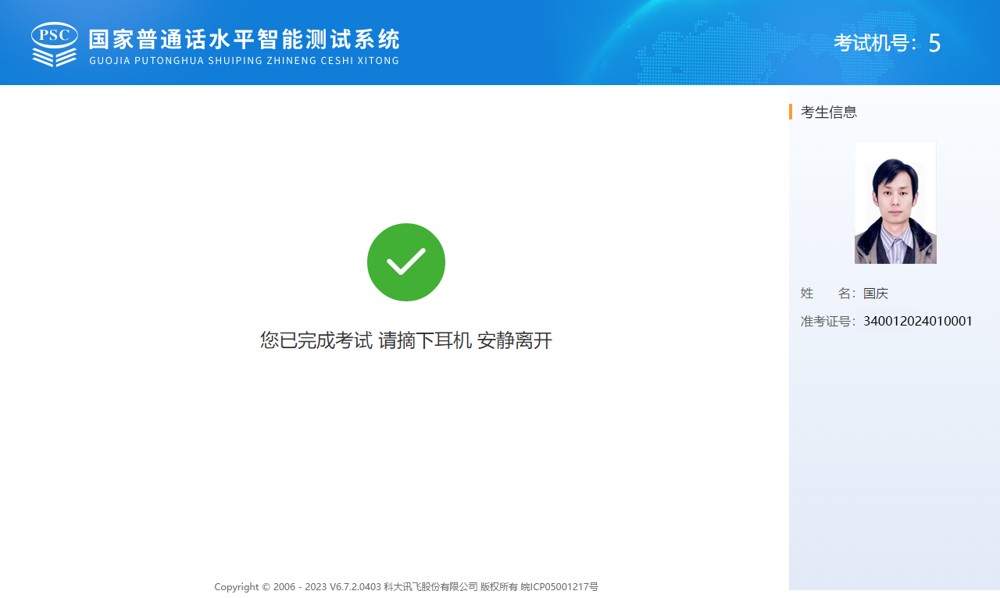 PSC
国家普通话水平智能测试系统
GUOJIA PUTONGHUA SHUIPING ZHINENG CESHI XITONG
考试机号：5
考生信息
姓　　名：国庆
准考证号：340012024010001
您已完成考试 请摘下耳机 安静离开
Copyright © 2006 - 2023 V6.7.2.0403 科大讯飞股份有限公司 版权所有 皖ICP05001217号